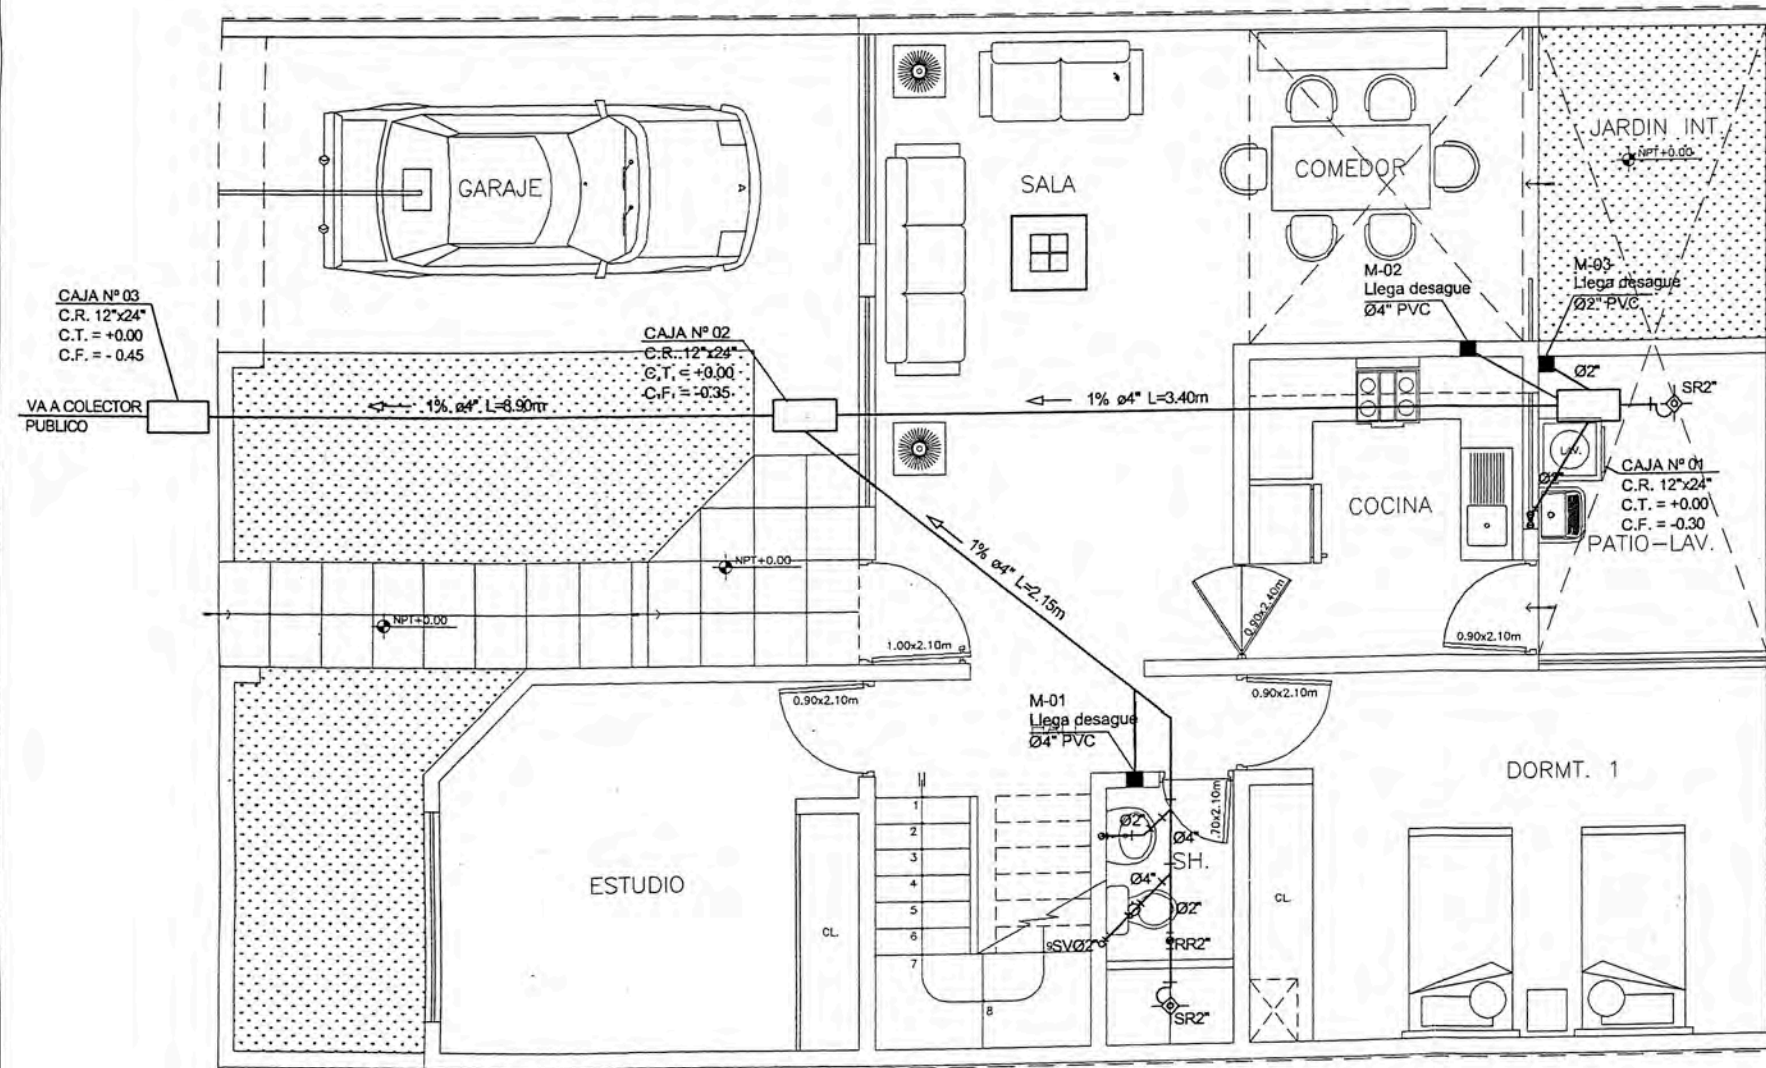 GARAJE
SALA
COMEDOR
JARDIN INT.
NPT+0.00
M-02
Llega desague
Ø4" PVC
M-03
Llega desague
Ø2" PVC
CAJA Nº 03
C.R. 12"x24"
C.T. = +0.00
C.F. = - 0.45
VA A COLECTOR
PUBLICO
CAJA Nº 02
C.R. 12"x24"
C.T. = +0.00
C.F. = -0.35
1% ø4" L=3.40m
Ø2"
SR2"
LAV.
Ø2"
CAJA Nº 01
C.R. 12"x24"
C.T. = +0.00
C.F. = -0.30
PATIO-LAV.
COCINA
NPT+0.00
NPT+0.00
1% ø4" L=2.15m
1.00x2.10m
0.90x2.40m
0.90x2.10m
0.90x2.10m
0.90x2.10m
M-01
Llega desague
Ø4" PVC
DORMT. 1
ESTUDIO
CL.
1
2
3
4
5
6
7
8
9
Ø2"
Ø4"
.70x2.10m
SH.
Ø4"
Ø2"
SVØ2"
RR2"
SR2"
CL.